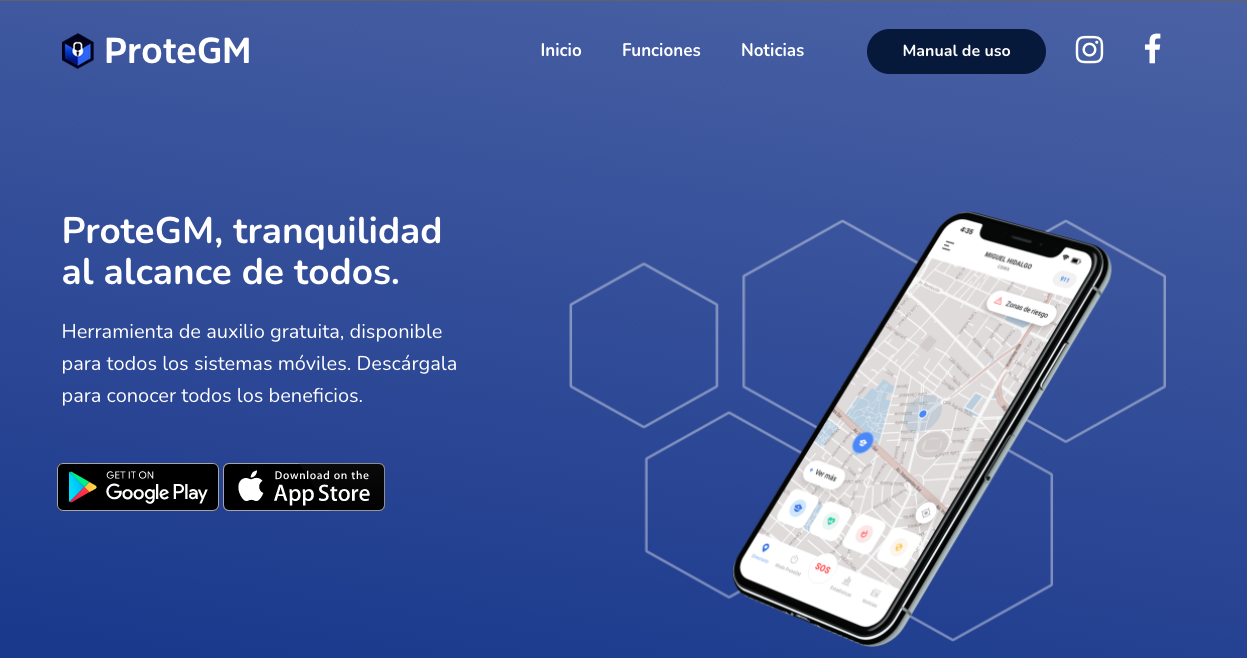 ProteGM
Inicio
Funciones
Noticias
Manual de uso
ProteGM, tranquilidad
al alcance de todos.
Herramienta de auxilio gratuita, disponible
para todos los sistemas móviles. Descárgala
para conocer todos los beneficios.
GET IT ON
Google Play
Download on the
App Store
4:35
MIGUEL HIDALGO
CDMX
911
Zonas de riesgo
Ver más
SOS